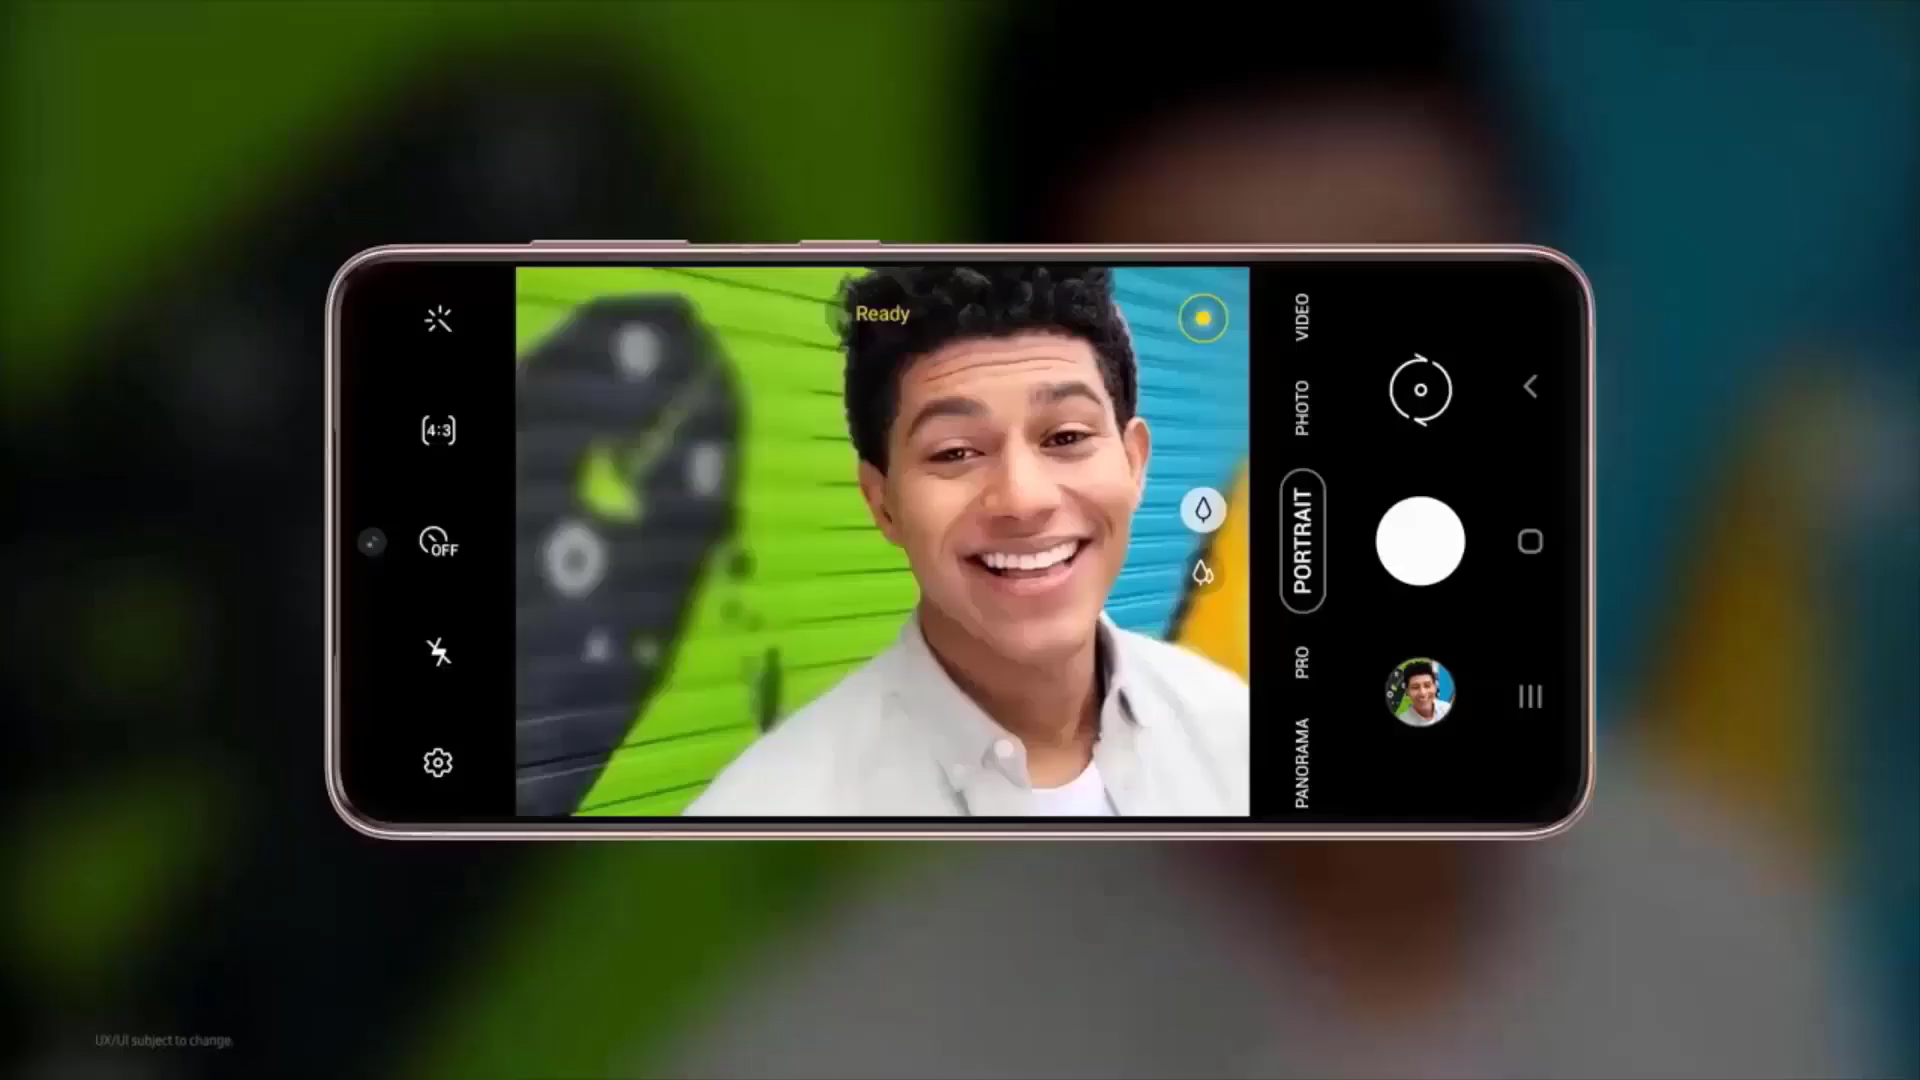 Ready
4:3
OFF
VIDEO
PHOTO
PORTRAIT
PRO
PANORAMA
UX/UI subject to change.